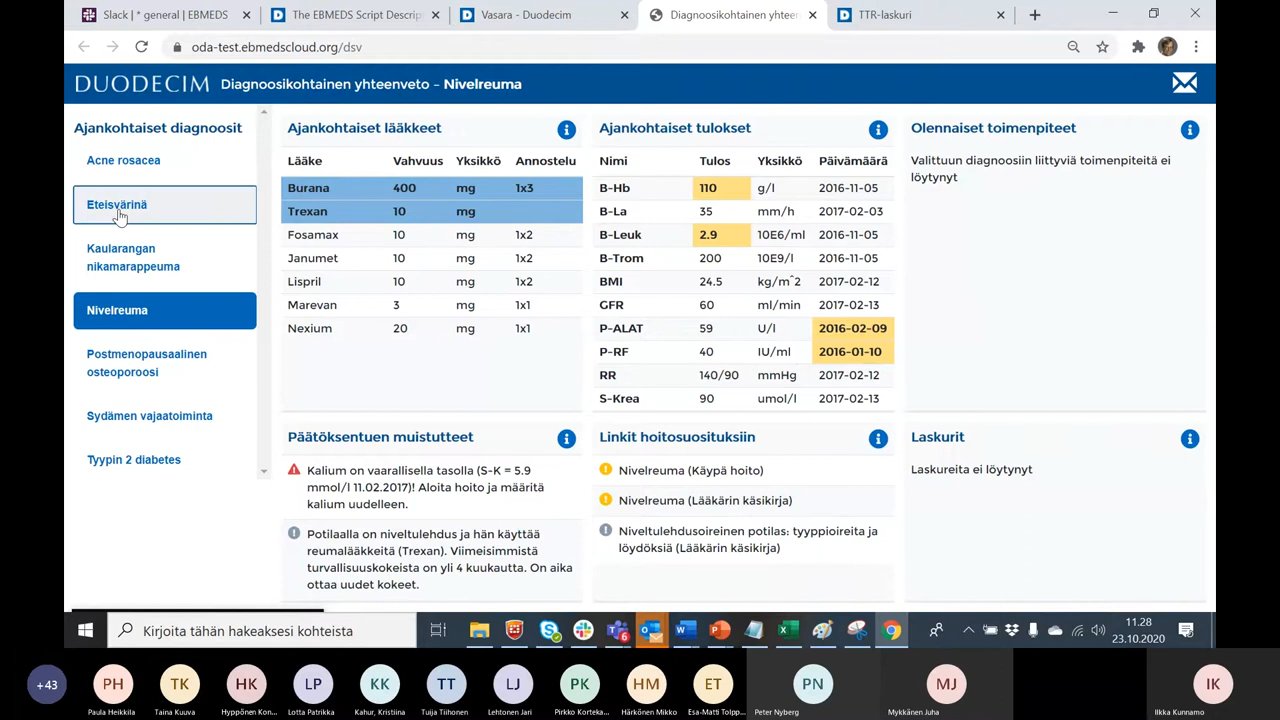 Slack | * general | EBMEDS
The EBMEDS Script Descrip
Vasara - Duodecim
Diagnoosikohtainen yhteen
TTR-laskuri
oda-test.ebmedscloud.org/dsv
DUODECIM Diagnoosikohtainen yhteenveto – Nivelreuma
Ajankohtaiset diagnoosit
Acne rosacea
Eteisvärinä
Kaularangan
nikamarappeuma
Nivelreuma
Postmenopausaalinen
osteoporoosi
Sydämen vajaatoiminta
Tyypin 2 diabetes
Ajankohtaiset lääkkeet
Lääke Vahvuus Yksikkö Annostelu
Burana 400 mg 1x3
Trexan 10 mg
Fosamax 10 mg 1x2
Janumet 10 mg 1x2
Lispril 10 mg 1x2
Marevan 3 mg 1x1
Nexium 20 mg 1x1
Ajankohtaiset tulokset
Nimi Tulos Yksikkö Päivämäärä
B-Hb 110 g/l 2016-11-05
B-La 35 mm/h 2017-02-03
B-Leuk 2.9 10E6/ml 2016-11-05
B-Trom 200 10E9/l 2016-11-05
BMI 24.5 kg/m^2 2017-02-12
GFR 60 ml/min 2017-02-13
P-ALAT 59 U/l 2016-02-09
P-RF 40 IU/ml 2016-01-10
RR 140/90 mmHg 2017-02-12
S-Krea 90 umol/l 2017-02-13
Olennaiset toimenpiteet
Valittuun diagnoosiin liittyviä toimenpiteitä ei
löytynyt
Päätöksentuen muistutteet
Kalium on vaarallisella tasolla (S-K = 5.9
mmol/l 11.02.2017)! Aloita hoito ja määritä
kalium uudelleen.
Potilaalla on niveltulehdus ja hän käyttää
reumalääkkeitä (Trexan). Viimeisimmistä
turvallisuuskokeista on yli 4 kuukautta. On aika
ottaa uudet kokeet.
Linkit hoitosuosituksiin
Nivelreuma (Käypä hoito)
Nivelreuma (Lääkärin käsikirja)
Niveltulehdusoireinen potilas: tyyppioireita ja
löydöksiä (Lääkärin käsikirja)
Laskurit
Laskureita ei löytynyt
Kirjoita tähän hakeaksesi kohteista
6
11.28
23.10.2020
+43 PH TK HK LP KK TT LJ PK HM ET PN MJ IK
Paula Heikkila Taina Kuuva Hyppönen Kon... Lotta Patrikka Kahur, Kristiina Tuija Tiihonen Lehtonen Jari Pirkko Korteka... Härkönen Mikko Esa-Matti Tolpp... Peter Nyberg Mykkänen Juha Ilkka Kunnamo